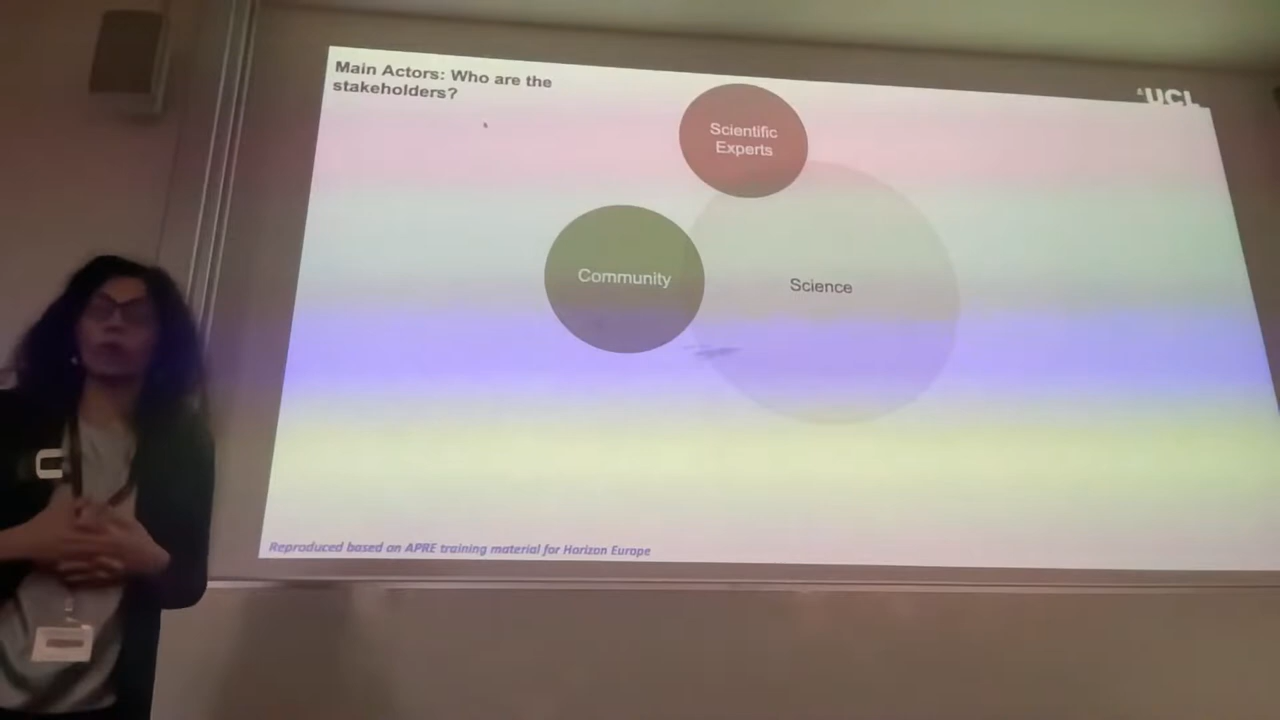 Main Actors: Who are the
stakeholders?
UCL
Scientific
Experts
Community
Science
Reproduced based on APRE training material for Horizon Europe